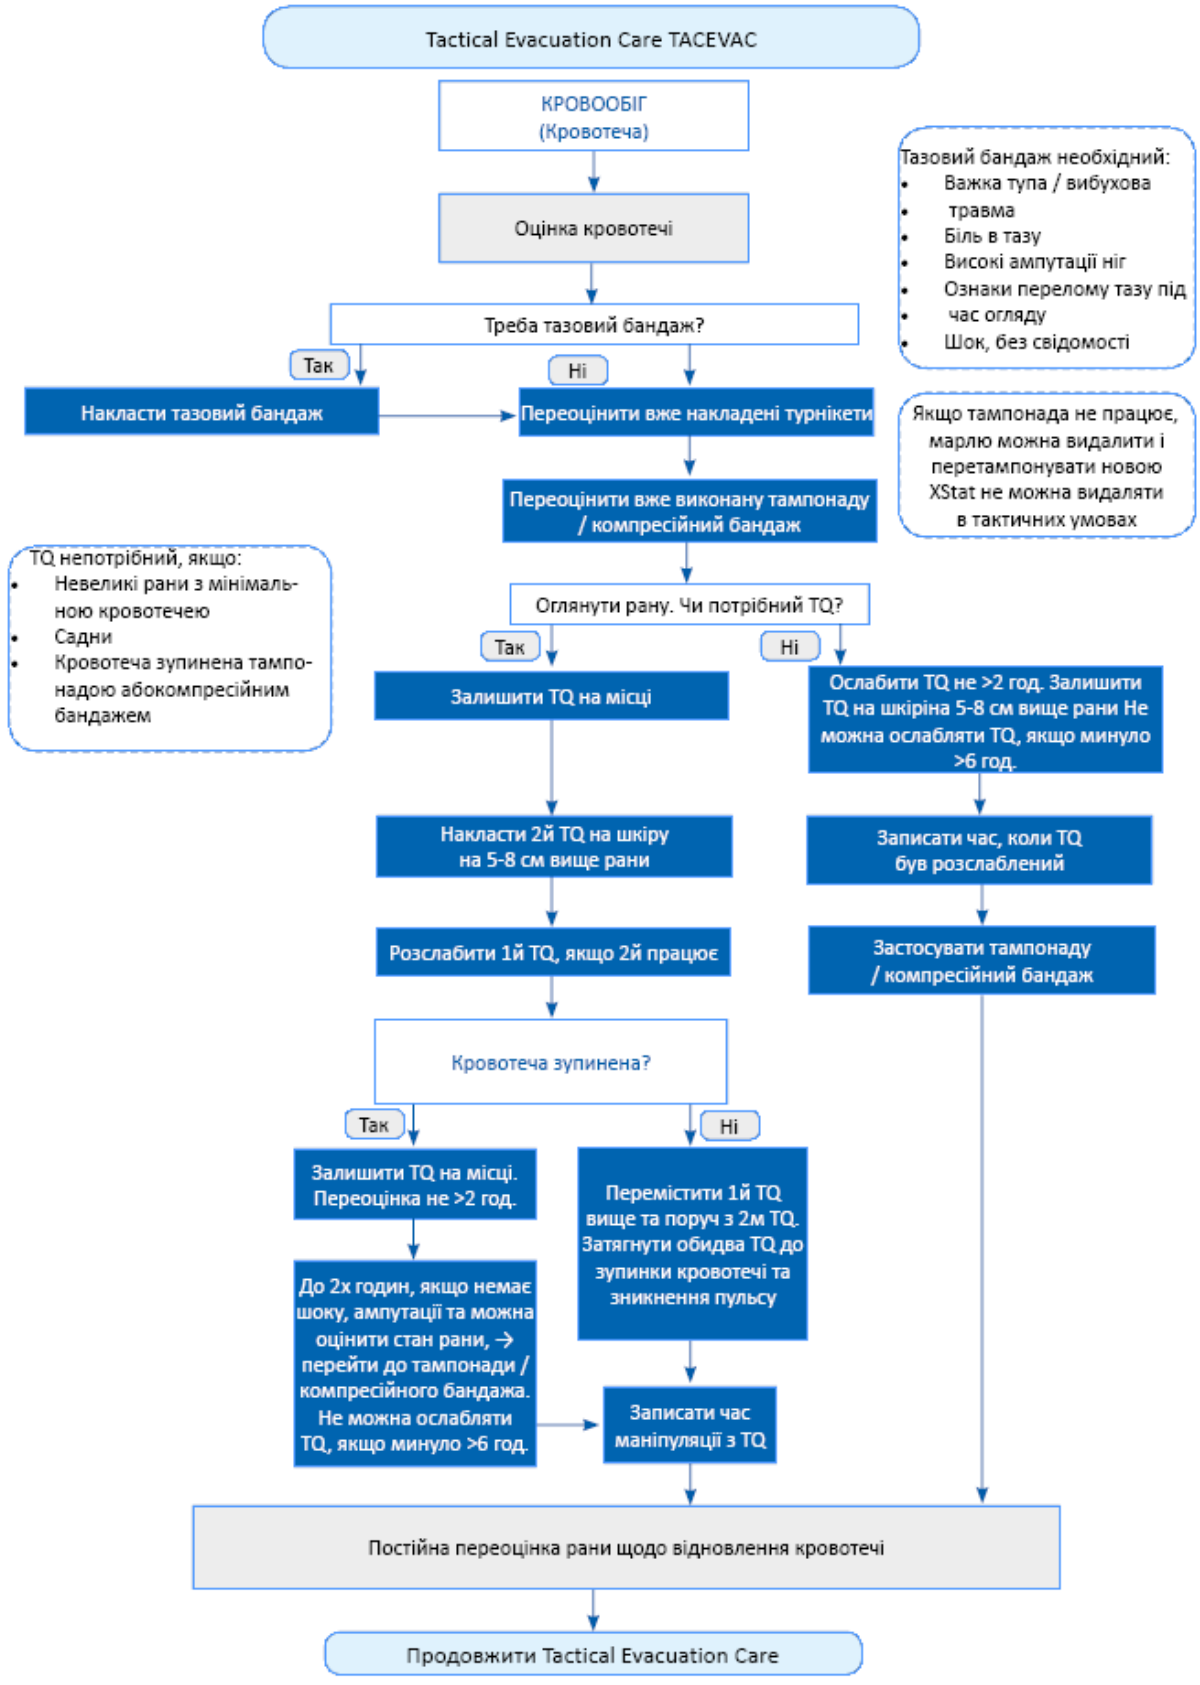 Tactical Evacuation Care TACEVAC
КРОВООБІГ
(Кровотеча)
Оцінка кровотечі
Тазовий бандаж необхідний:
• Важка тупа / вибухова
• травма
• Біль в тазу
• Високі ампутації ніг
• Ознаки перелому тазу під
• час огляду
• Шок, без свідомості
Треба тазовий бандаж?
Так
Ні
Накласти тазовий бандаж
Переоцінити вже накладені турнікети
Якщо тампонада не працює,
марлю можна видалити і
перетампонувати новою
XStat не можна видаляти
в тактичних умовах
Переоцінити вже виконану тампонаду
/ компресійний бандаж
TQ непотрібний, якщо:
• Невеликі рани з мінімаль-
ною кровотечею
• Садни
• Кровотеча зупинена тампо-
надою абокомпресійним
бандажем
Оглянути рану. Чи потрібний TQ?
Так
Ні
Залишити TQ на місці
Ослабити TQ не >2 год. Залишити
TQ на шкіріна 5-8 см вище рани Не
можна ослабляти TQ, якщо минуло
>6 год.
Накласти 2й TQ на шкіру
на 5-8 см вище рани
Записати час, коли TQ
був розслаблений
Розслабити 1й TQ, якщо 2й працює
Застосувати тампонаду
/ компресійний бандаж
Кровотеча зупинена?
Так
Ні
Залишити TQ на місці.
Переоцінка не >2 год.
Перемістити 1й TQ
вище та поруч з 2м TQ.
Затягнути обидва TQ до
зупинки кровотечі та
зникнення пульсу
До 2х годин, якщо немає
шоку, ампутації та можна
оцінити стан рани, →
перейти до тампонади /
компресійного бандажа.
Не можна ослабляти
TQ, якщо минуло >6 год.
Записати час
маніпуляції з TQ
Постійна переоцінка рани щодо відновлення кровотечі
Продовжити Tactical Evacuation Care